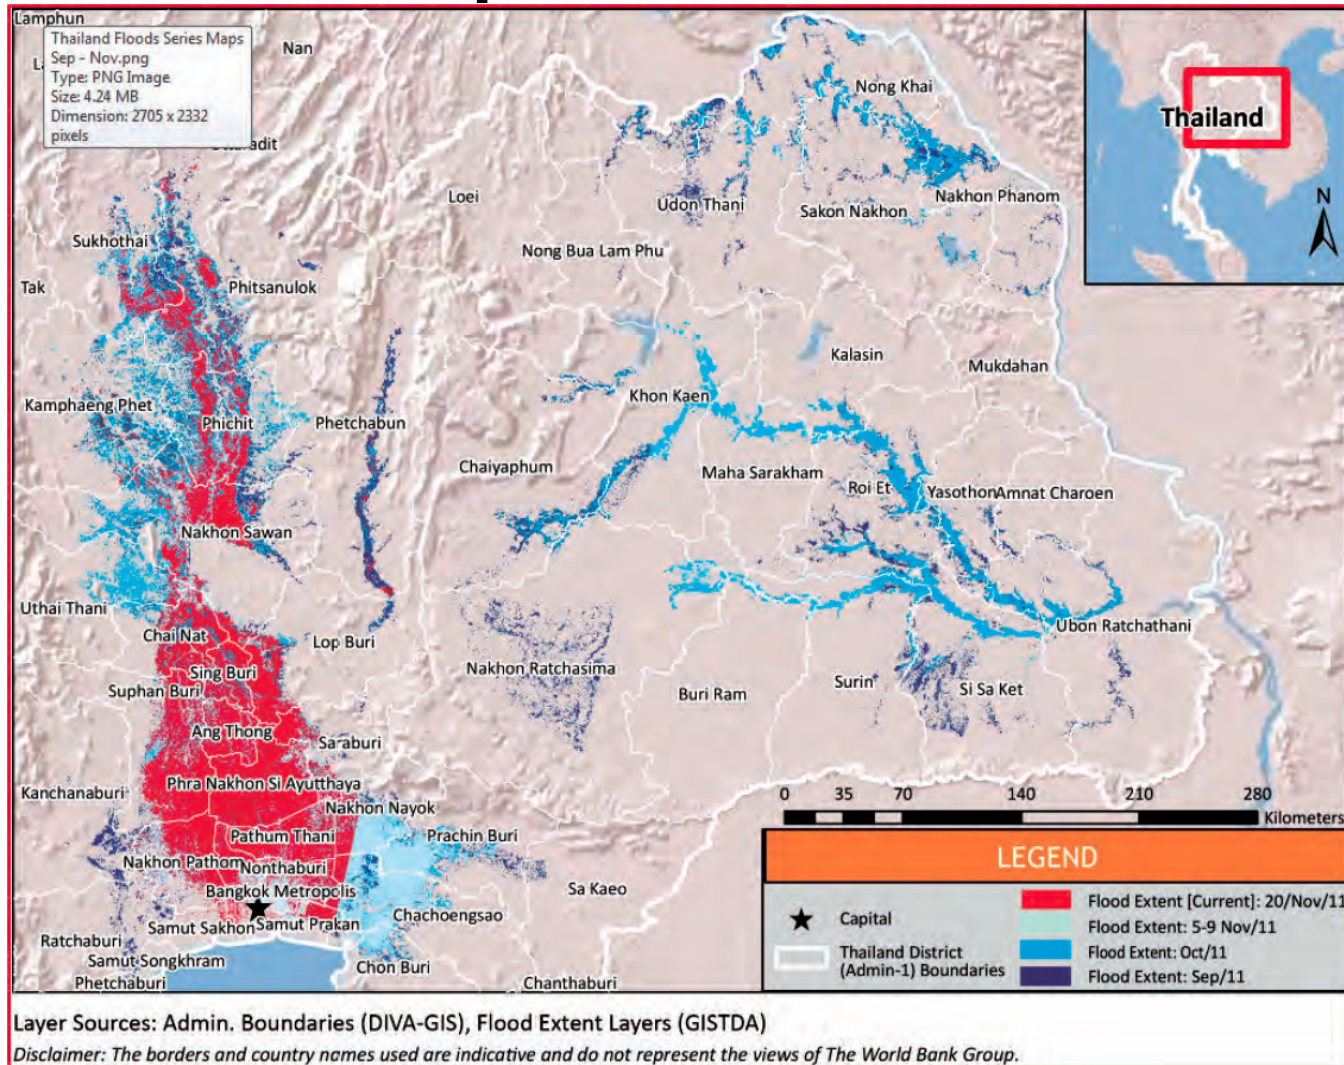 Lamphun
Thailand Floods Series Maps
Sep - Nov.png
Type: PNG Image
Size: 4.24 MB
Dimension: 2705 x 2332
pixels
Nan
Nong Khai
Thailand
N
Loei
Udon Thani
Sakon Nakhon
Nakhon Phanom
Sukhothai
Nong Bua Lam Phu
Tak
Phitsanulok
Kalasin
Mukdahan
Khon Kaen
Kamphaeng Phet
Phichit
Phetchabun
Chaiyaphum
Maha Sarakham
Roi Et
Yasothon
Amnat Charoen
Nakhon Sawan
Uthai Thani
Chai Nat
Lop Buri
Ubon Ratchathani
Sing Buri
Nakhon Ratchasima
Suphan Buri
Buri Ram
Surin
Si Sa Ket
Ang Thong
Saraburi
Phra Nakhon Si Ayutthaya
Kanchanaburi
Nakhon Nayok
0 35 70 140 210 280
Kilometers
Pathum Thani
Prachin Buri
Nakhon Pathom
Nonthaburi
Bangkok Metropolis
Sa Kaeo
Chachoengsao
Samut Sakhon
Samut Prakan
Ratchaburi
Samut Songkhram
Chon Buri
Phetchaburi
Chanthaburi
LEGEND
Capital
Thailand District
(Admin-1) Boundaries
Flood Extent [Current]: 20/Nov/11
Flood Extent: 5-9 Nov/11
Flood Extent: Oct/11
Flood Extent: Sep/11
Layer Sources: Admin. Boundaries (DIVA-GIS), Flood Extent Layers (GISTDA)
Disclaimer: The borders and country names used are indicative and do not represent the views of The World Bank Group.